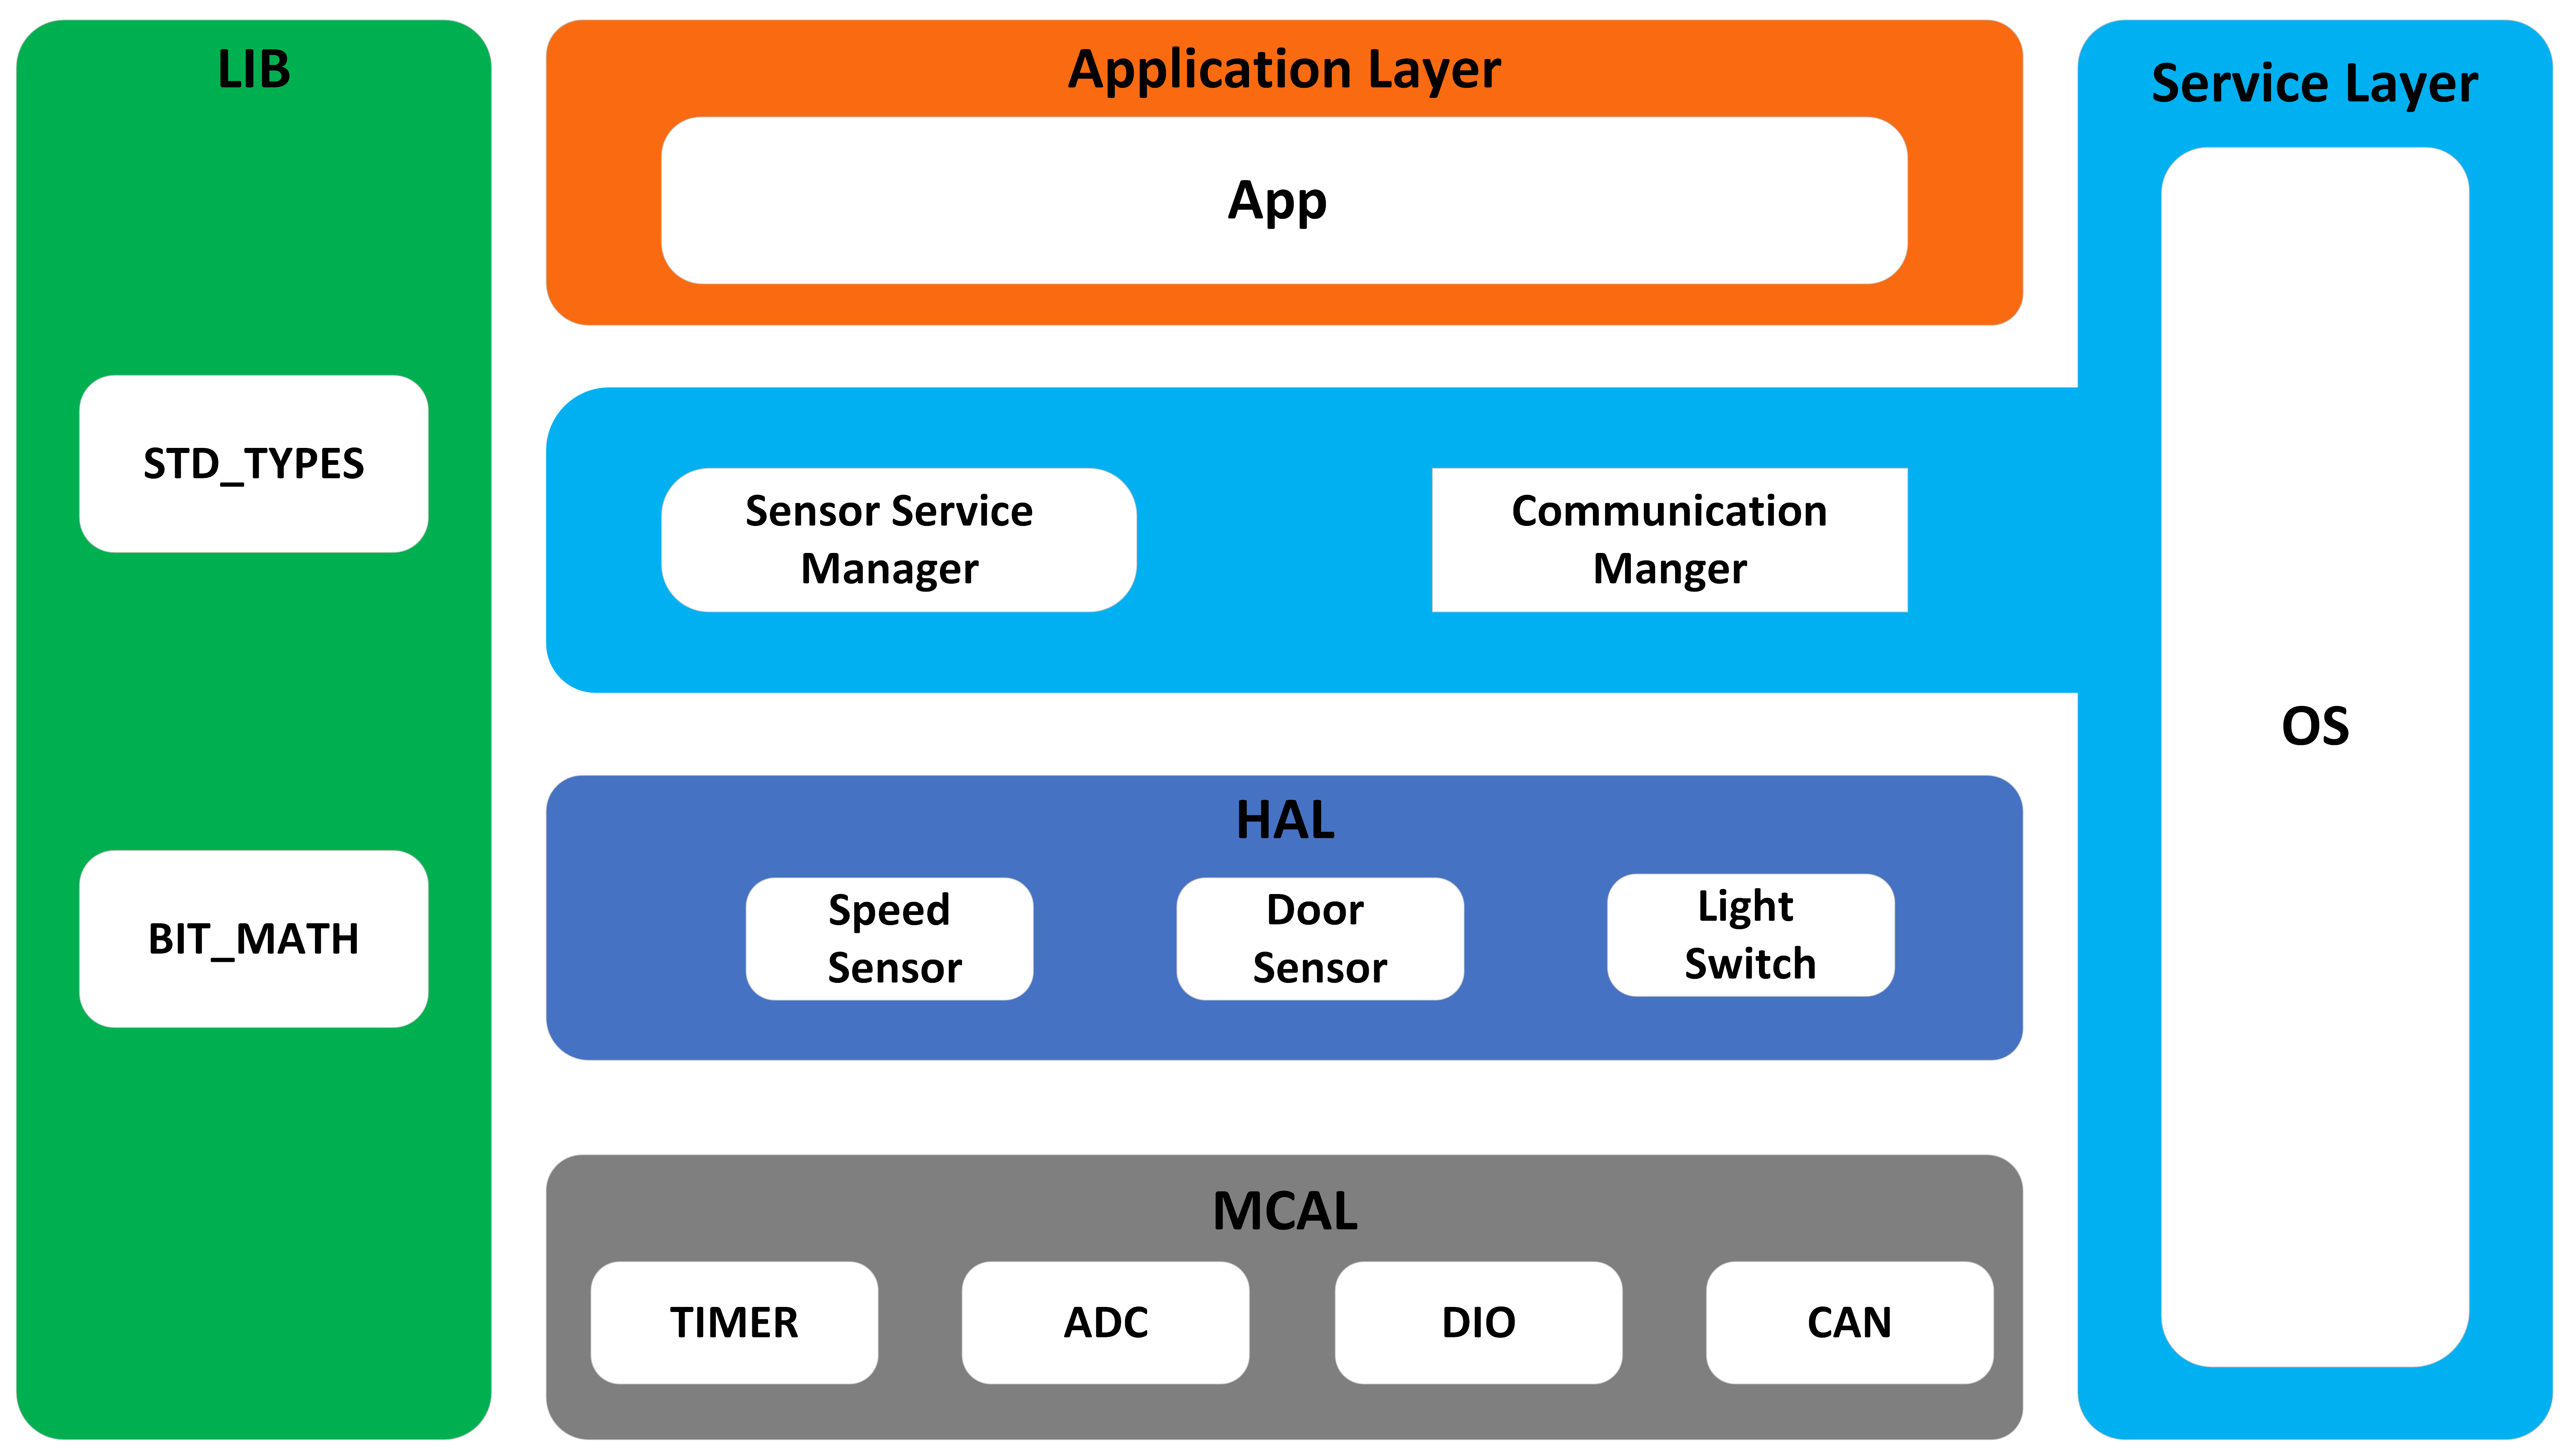 LIB
STD_TYPES
BIT_MATH
Application Layer
App
Sensor Service
Manager
Communication
Manger
HAL
Speed
Sensor
Door
Sensor
Light
Switch
MCAL
TIMER
ADC
DIO
CAN
Service Layer
OS